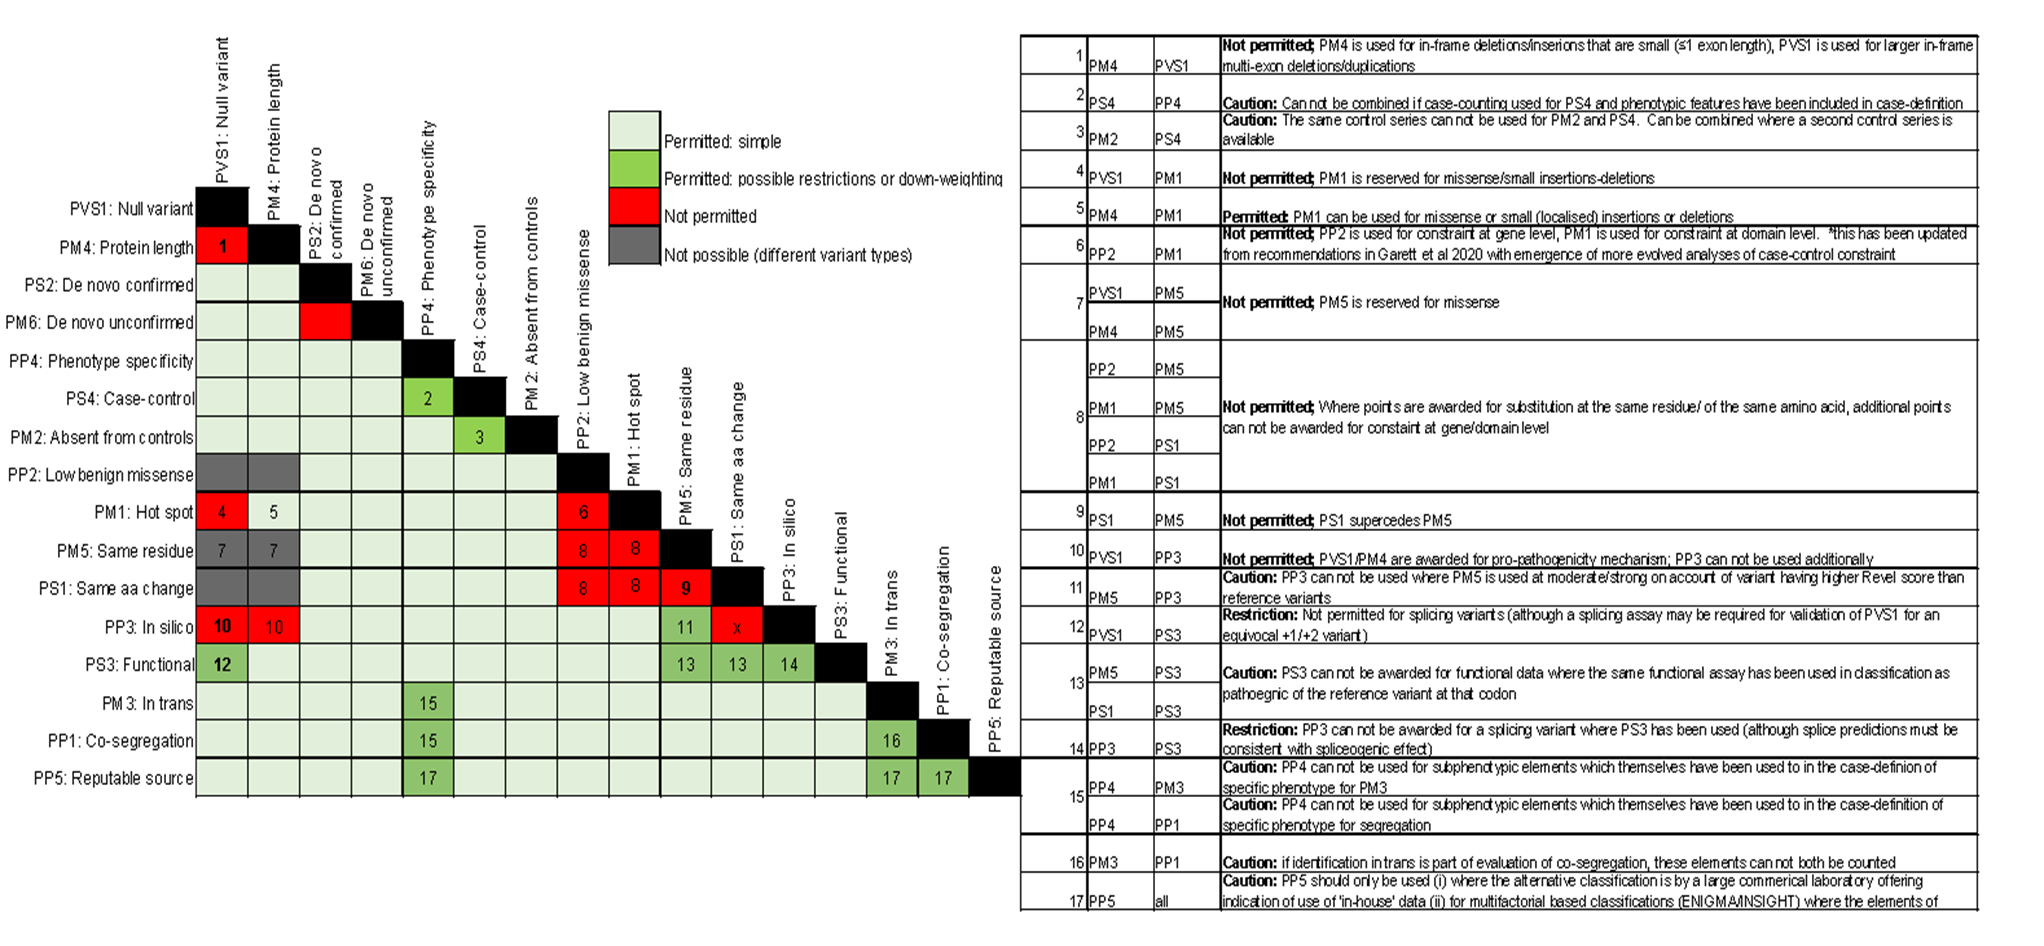 PVS1: Null variant
PM4: Protein length
PS2: De novo
confirmed
PM6: De novo
unconfirmed
PP4: Phenotype specificity
PS4: Case-control
PM2: Absent from controls
PP2: Low benign missense
PM1: Hot spot
PM5: Same residue
PS1: Same aa change
PP3: In silico
PS3: Functional
PM3: In trans
PP1: Co-segregation
PP5: Reputable source
Permitted: simple
Permitted: possible restrictions or down-weighting
Not permitted
Not possible (different variant types)
PVS1: Null variant
PM4: Protein length 1
PS2: De novo confirmed
PM6: De novo unconfirmed
PP4: Phenotype specificity
PS4: Case-control 2
PM2: Absent from controls 3
PP2: Low benign missense
PM1: Hot spot 4 5 6
PM5: Same residue 7 7 8 8
PS1: Same aa change 8 8 9
PP3: In silico 10 10 11 x
PS3: Functional 12 13 13 14
PM3: In trans 15
PP1: Co-segregation 15 16
PP5: Reputable source 17 17 17
1 PM4 PVS1 Not permitted; PM4 is used for in-frame deletions/inserions that are small (≤1 exon length), PVS1 is used for larger in-frame
multi-exon deletions/duplications
2 PS4 PP4 Caution: Can not be combined if case-counting used for PS4 and phenotypic features have been included in case-definition
3 PM2 PS4 Caution: The same control series can not be used for PM2 and PS4. Can be combined where a second control series is
available
4 PVS1 PM1 Not permitted; PM1 is reserved for missense/small insertions-deletions
5 PM4 PM1 Permitted: PM1 can be used for missense or small (localised) insertions or deletions
6 PP2 PM1 Not permitted; PP2 is used for constraint at gene level, PM1 is used for constraint at domain level. *this has been updated
from recommendations in Garett et al 2020 with emergence of more evolved analyses of case-control constraint
7 PVS1 PM5 Not permitted; PM5 is reserved for missense
PM4 PM5
8 PP2 PM5
PM1 PM5 Not permitted; Where points are awarded for substitution at the same residue/ of the same amino acid, additional points
can not be awarded for constaint at gene/domain level
PP2 PS1
PM1 PS1
9 PS1 PM5 Not permitted; PS1 supercedes PM5
10 PVS1 PP3 Not permitted; PVS1/PM4 are awarded for pro-pathogenicity mechanism; PP3 can not be used additionally
11 PM5 PP3 Caution: PP3 can not be used where PM5 is used at moderate/strong on account of variant having higher Revel score than
reference variants
12 PVS1 PS3 Restriction: Not permitted for splicing variants (although a splicing assay may be required for validation of PVS1 for an
equivocal +1/+2 variant)
13 PM5 PS3 Caution: PS3 can not be awarded for functional data where the same functional assay has been used in classification as
pathoegnic of the reference variant at that codon
PS1 PS3
14 PP3 PS3 Restriction: PP3 can not be awarded for a splicing variant where PS3 has been used (although splice predictions must be
consistent with spliceogenic effect)
15 PP4 PM3 Caution: PP4 can not be used for subphenotypic elements which themselves have been used to in the case-definion of
specific phenotype for PM3
PP4 PP1 Caution: PP4 can not be used for subphenotypic elements which themselves have been used to in the case-definition of
specific phenotype for segregation
16 PM3 PP1 Caution: if identification in trans is part of evaluation of co-segregation, these elements can not both be counted
17 PP5 all Caution: PP5 should only be used (i) where the alternative classification is by a large commerical laboratory offering
indication of use of 'in-house' data (ii) for multifactorial based classifications (ENIGMA/INSIGHT) where the elements of